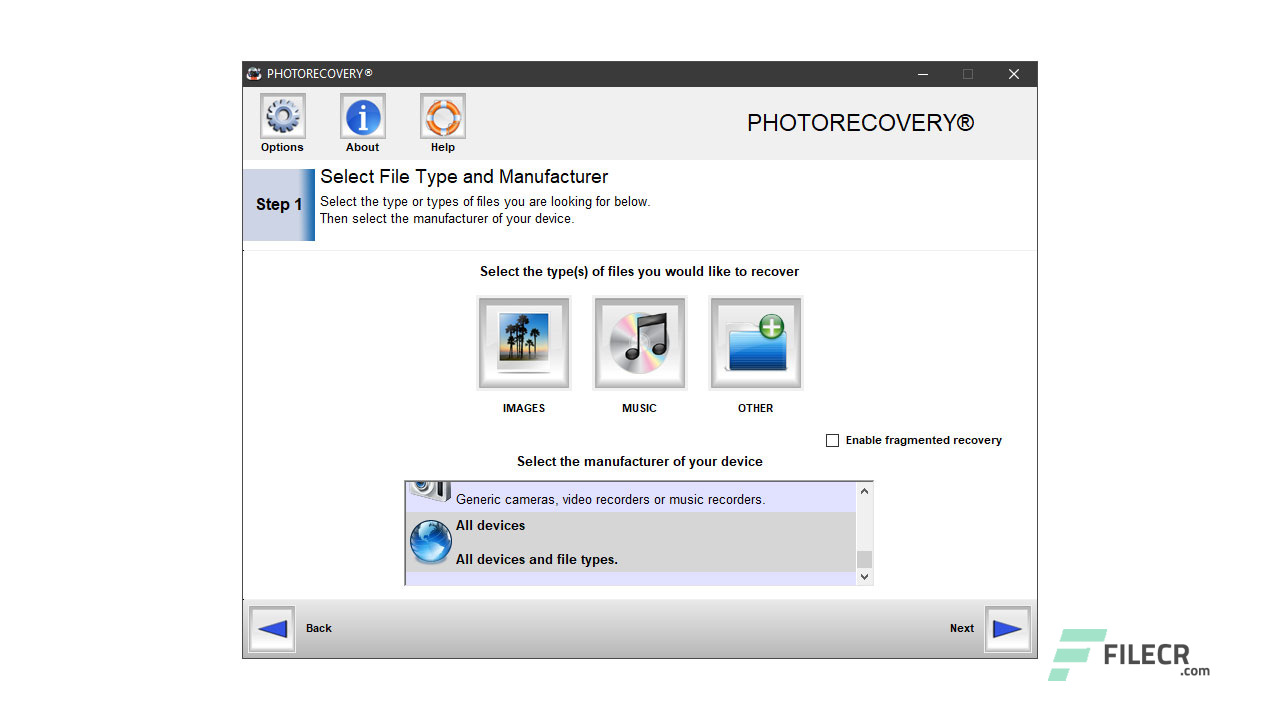 PHOTORECOVERY®
Options
About
Help
PHOTORECOVERY®
Step 1
Select File Type and Manufacturer
Select the type or types of files you are looking for below.
Then select the manufacturer of your device.
Select the type(s) of files you would like to recover
IMAGES
MUSIC
OTHER
Enable fragmented recovery
Select the manufacturer of your device
Generic cameras, video recorders or music recorders.
All devices
All devices and file types.
Back
Next
FILECR
.com